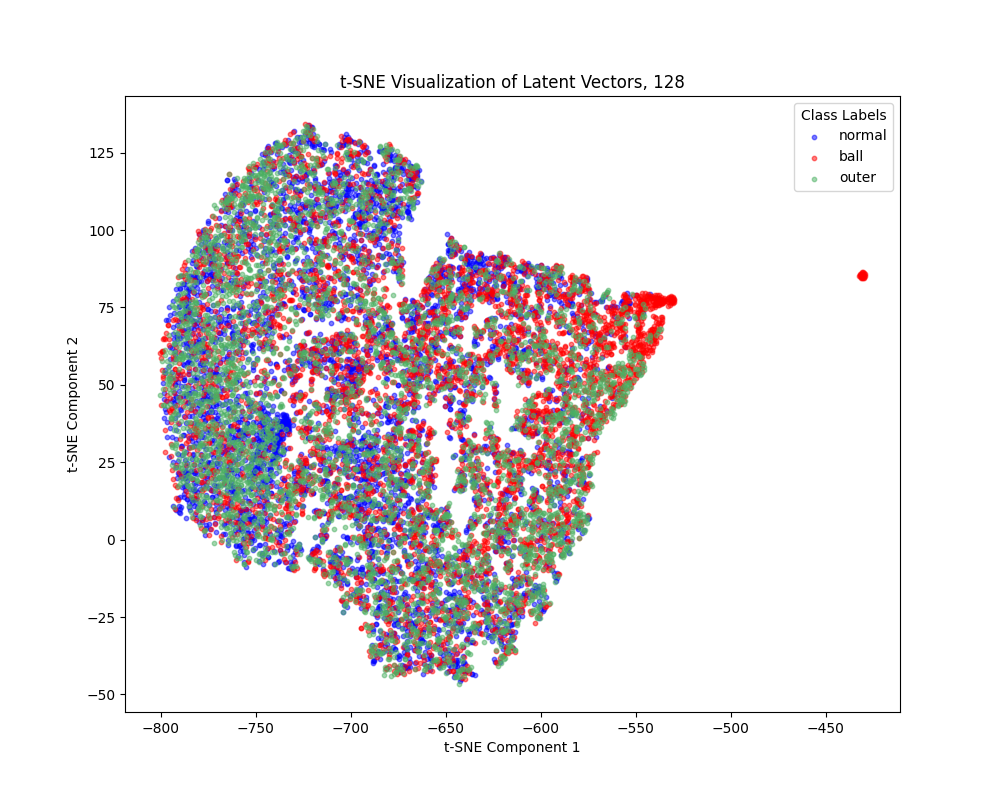 t-SNE Visualization of Latent Vectors, 128
Class Labels
normal
ball
outer
125
100
75
50
25
0
−25
−50
t-SNE Component 2
−800
−750
−700
−650
−600
−550
−500
−450
t-SNE Component 1